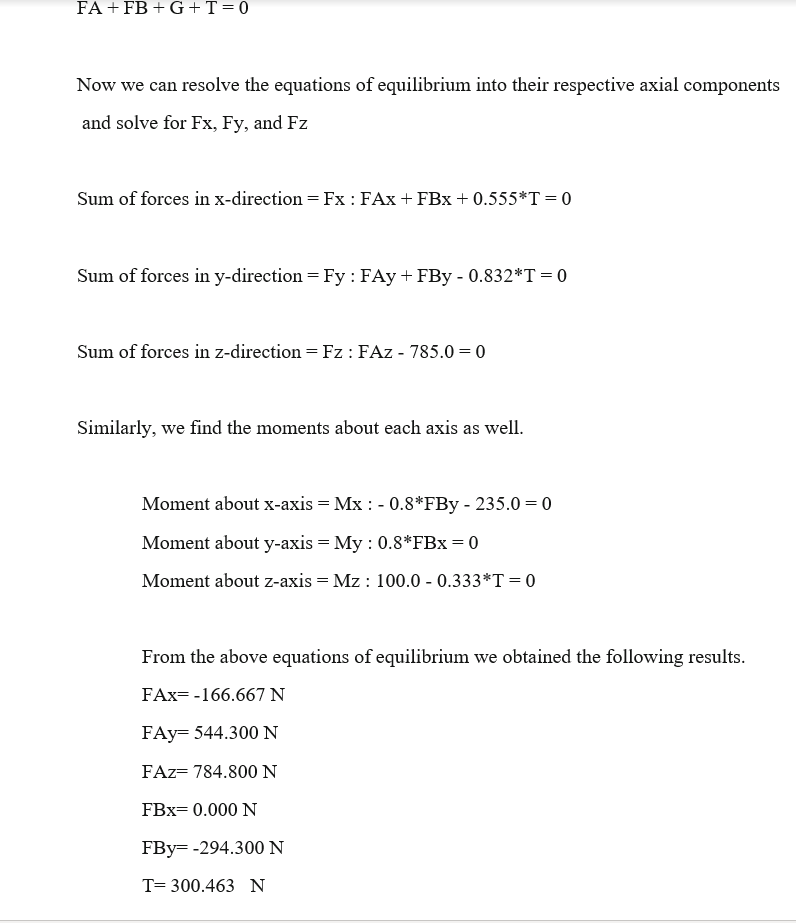 FA + FB + G + T = 0
Now we can resolve the equations of equilibrium into their respective axial components
and solve for Fx, Fy, and Fz
Sum of forces in x-direction = Fx : FAx + FBx + 0.555*T = 0
Sum of forces in y-direction = Fy : FAy + FBy - 0.832*T = 0
Sum of forces in z-direction = Fz : FAz - 785.0 = 0
Similarly, we find the moments about each axis as well.
Moment about x-axis = Mx : - 0.8*FBy - 235.0 = 0
Moment about y-axis = My : 0.8*FBx = 0
Moment about z-axis = Mz : 100.0 - 0.333*T = 0
From the above equations of equilibrium we obtained the following results.
FAx= -166.667 N
FAy= 544.300 N
FAz= 784.800 N
FBx= 0.000 N
FBy= -294.300 N
T= 300.463 N